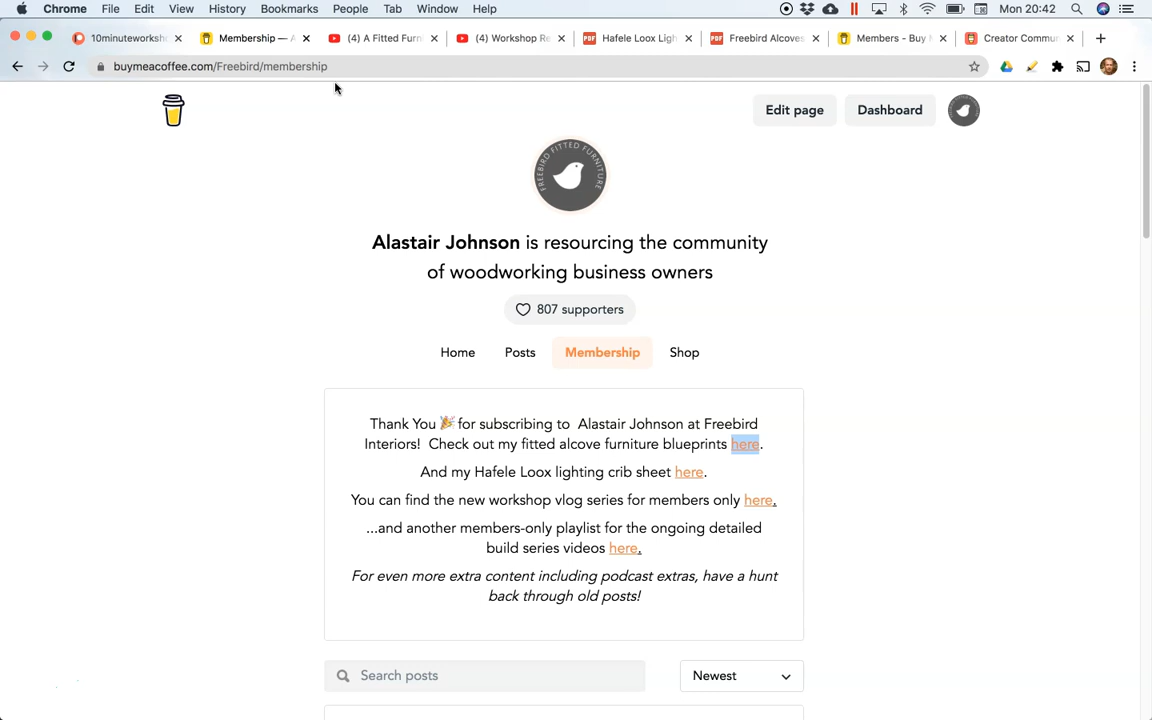 Chrome File Edit View History Bookmarks People Tab Window Help Mon 20:42
10minuteworksh Membership — A (4) A Fitted Furn (4) Workshop Re Hafele Loox Ligh Freebird Alcoves Members - Buy M Creator Commun
buymeacoffee.com/Freebird/membership
Edit page Dashboard
FREEBIRD FITTED FURNITURE
Alastair Johnson is resourcing the community
of woodworking business owners
807 supporters
Home Posts Membership Shop
Thank You 🎉 for subscribing to Alastair Johnson at Freebird
Interiors! Check out my fitted alcove furniture blueprints here.
And my Hafele Loox lighting crib sheet here.
You can find the new workshop vlog series for members only here.
...and another members-only playlist for the ongoing detailed
build series videos here.
For even more extra content including podcast extras, have a hunt
back through old posts!
Search posts Newest